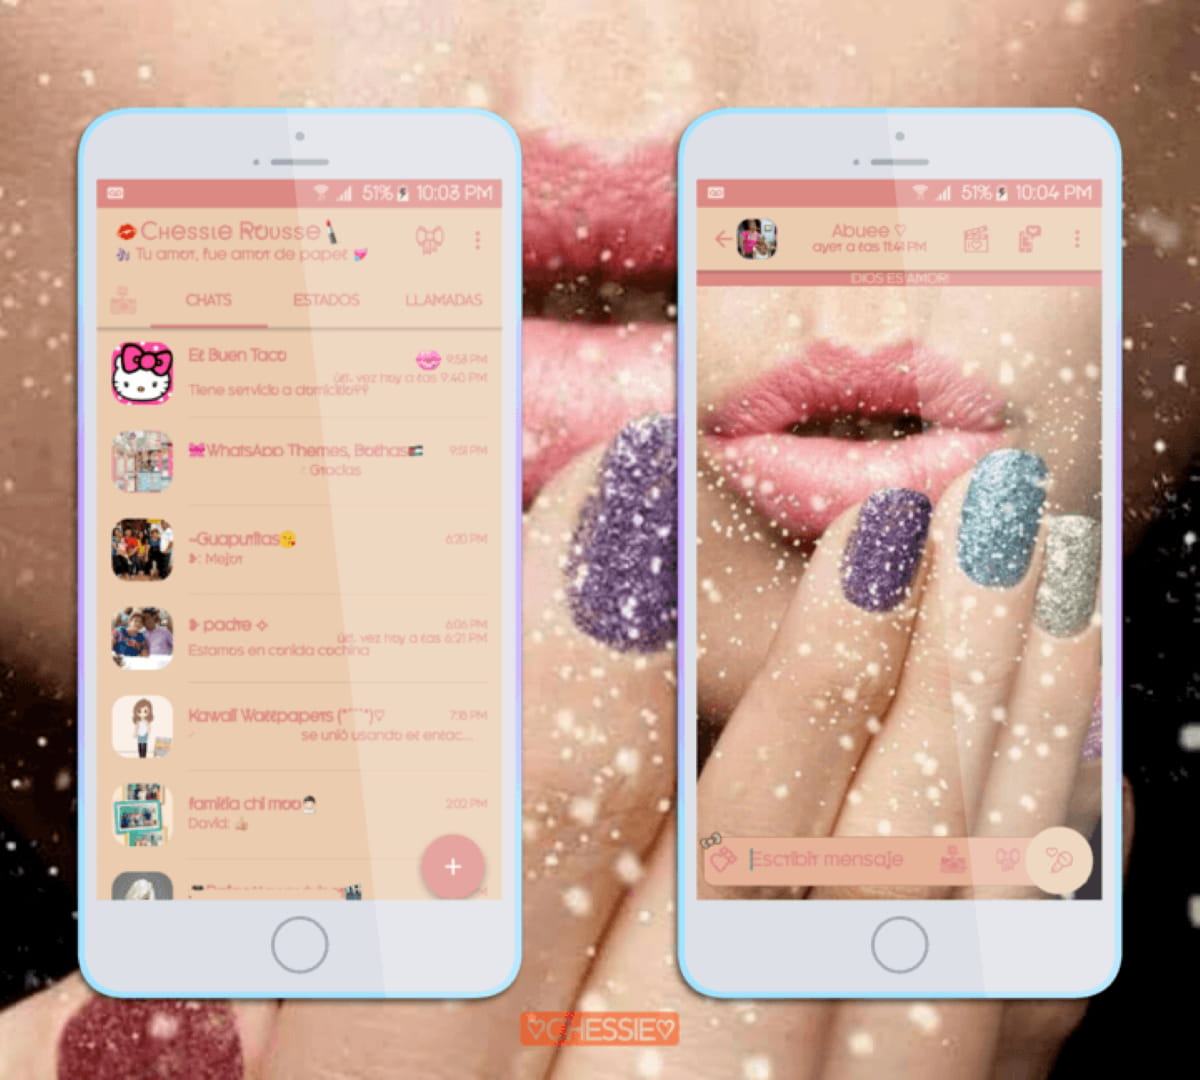 51% 10:03 PM
💋Chessie Rousse💄
🎶 Tu amor, fue amor de papel 💘
CHATS ESTADOS LLAMADAS
El Buen Taco 9:58 PM
últ. vez hoy a las 9:40 PM
Tiene servicio a domicilio??
🎀WhatsApp Themes, Bothas 9:51 PM
: Gracias
~Guapuritas😘 6:20 PM
❥: Mejor
❥ padre ✧ 6:06 PM
últ. vez hoy a las 6:21 PM
Estamos en conida cochina
Kawaii Wallpapers (*¯¯*)♡ 7:18 PM
se unió usando el enlac...
familia chi moo 2:02 PM
David: 👍🏼
+
51% 10:04 PM
Abuee ♡
ayer a las 11:41 PM
DIOS ES AMOR!
Escribir mensaje
♡CHESSIE♡